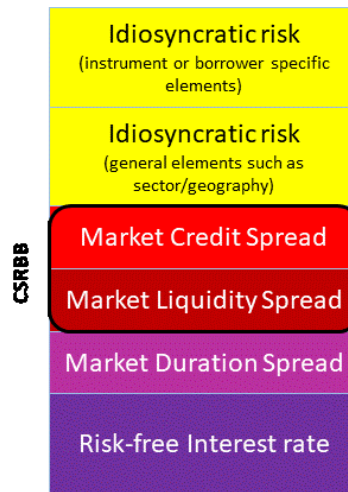 Idiosyncratic risk
(instrument or borrower specific
elements)
Idiosyncratic risk
(general elements such as
sector/geography)
CSRBB
Market Credit Spread
Market Liquidity Spread
Market Duration Spread
Risk-free Interest rate